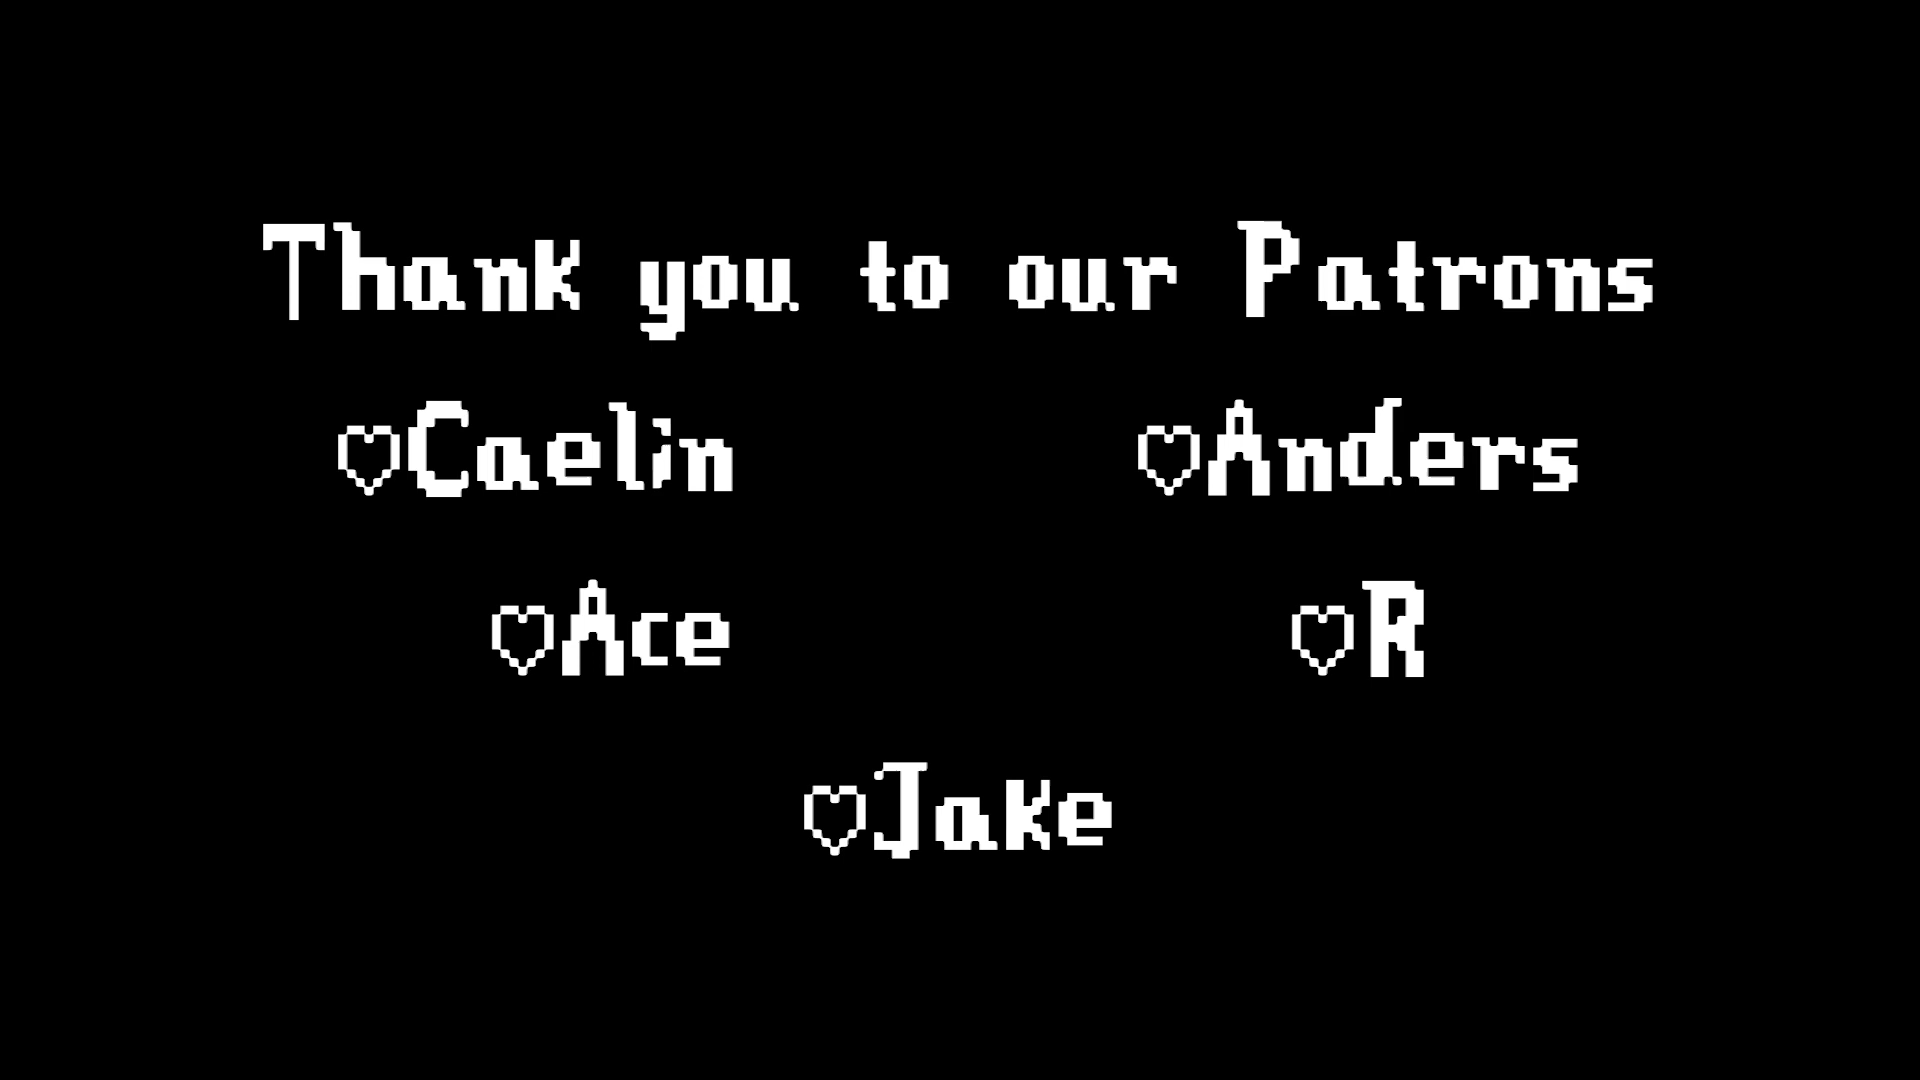 Thank you to our Patrons
♡Caelin ♡Anders
♡Ace ♡R
♡Jake